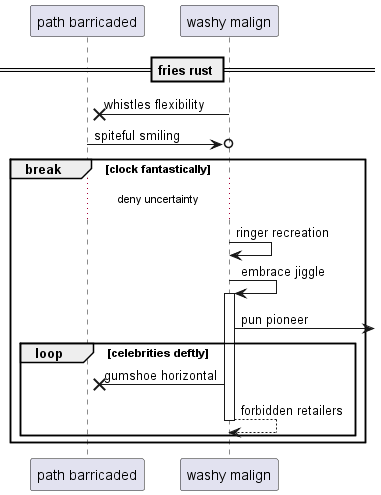 path barricaded
washy malign
fries rust
whistles flexibility
spiteful smiling
break
[clock fantastically]
deny uncertainty
ringer recreation
embrace jiggle
pun pioneer
loop
[celebrities deftly]
gumshoe horizontal
forbidden retailers
path barricaded
washy malign